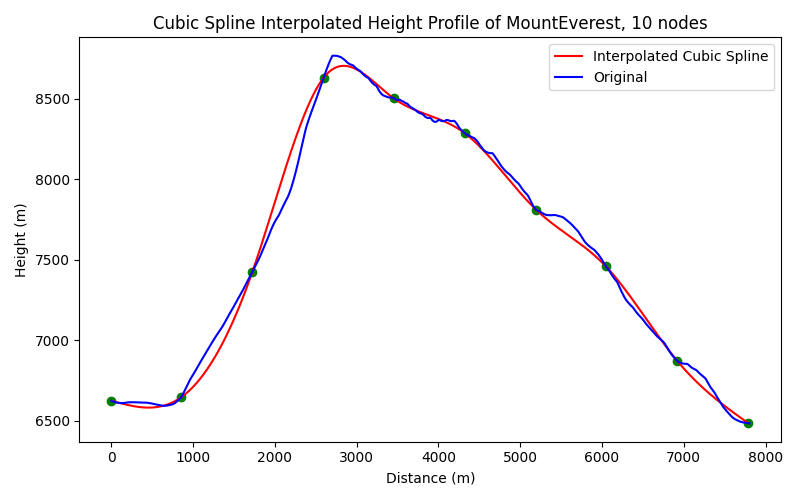 Cubic Spline Interpolated Height Profile of MountEverest, 10 nodes
Interpolated Cubic Spline
Original
Height (m)
8500
8000
7500
7000
6500
0 1000 2000 3000 4000 5000 6000 7000 8000
Distance (m)